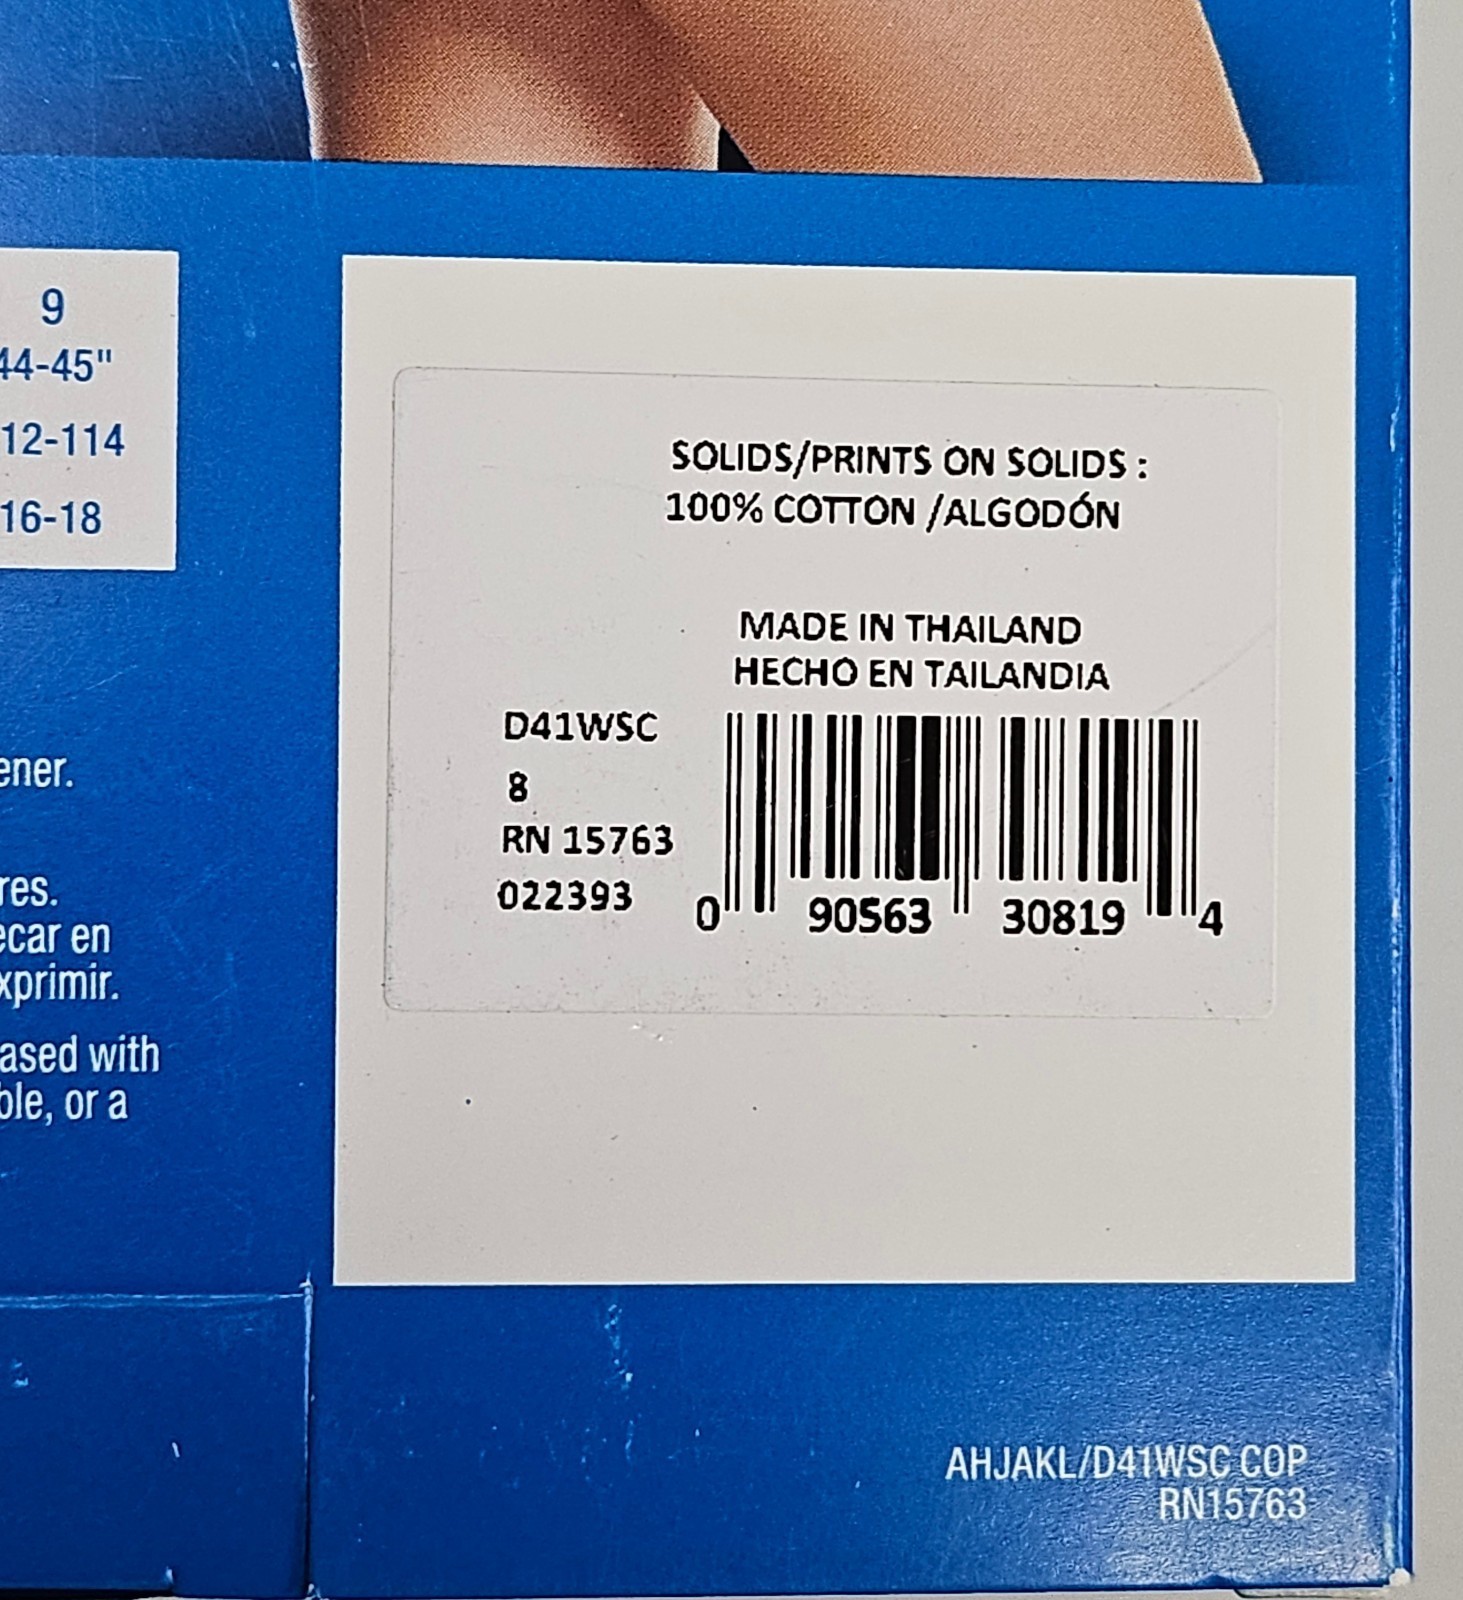 9
44-45"
12-114
16-18
ener.
res.
ecar en
xprimir.
ased with
ble, or a
SOLIDS/PRINTS ON SOLIDS :
100% COTTON /ALGODÓN
MADE IN THAILAND
HECHO EN TAILANDIA
D41WSC
8
RN 15763
022393
0 90563 30819 4
AHJAKL/D41WSC COP
RN15763